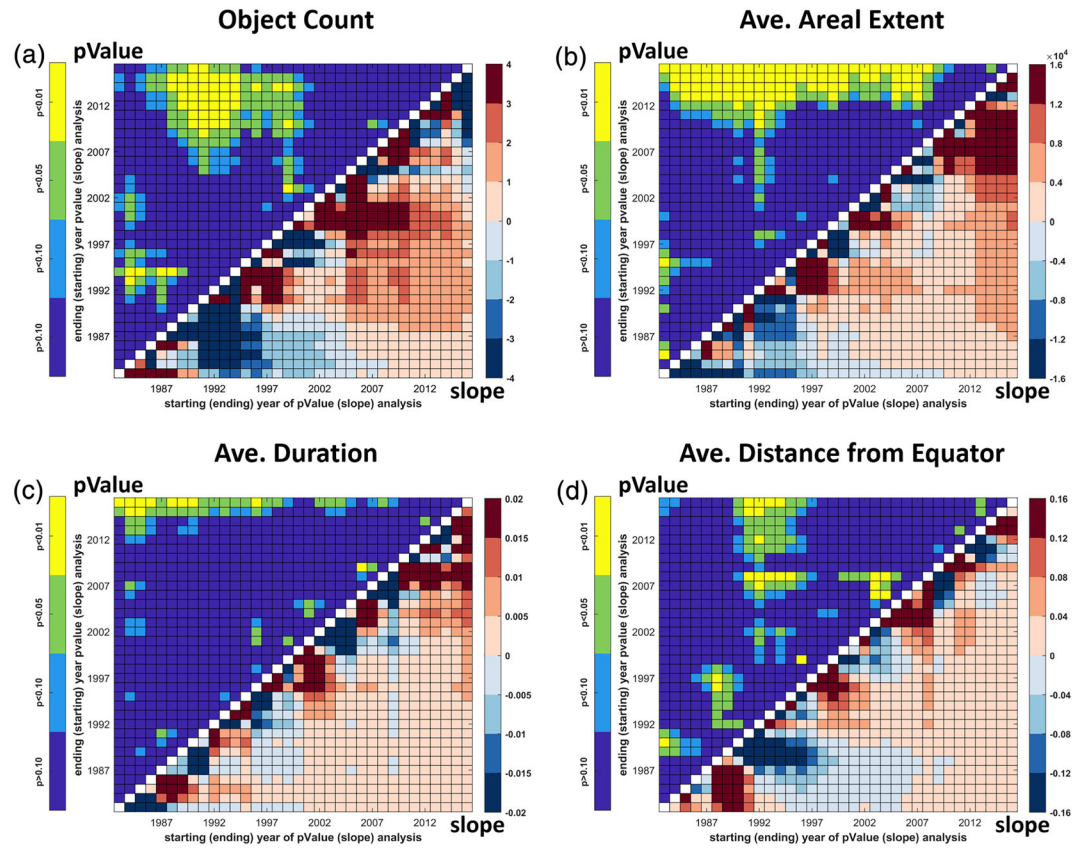 Object Count
(a)
pValue
p<0.01
p<0.05
p<0.10
p>0.10
ending (starting) year pvalue (slope) analysis
2012
2007
2002
1997
1992
1987
1987 1992 1997 2002 2007 2012
starting (ending) year of pValue (slope) analysis
4
3
2
1
0
-1
-2
-3
-4
slope
Ave. Areal Extent
(b)
pValue
p<0.01
p<0.05
p<0.10
p>0.10
ending (starting) year pvalue (slope) analysis
2012
2007
2002
1997
1992
1987
1987 1992 1997 2002 2007 2012
starting (ending) year of pValue (slope) analysis
×10⁴
1.6
1.2
0.8
0.4
0
-0.4
-0.8
-1.2
-1.6
slope
Ave. Duration
(c)
pValue
p<0.01
p<0.05
p<0.10
p>0.10
ending (starting) year pvalue (slope) analysis
2012
2007
2002
1997
1992
1987
1987 1992 1997 2002 2007 2012
starting (ending) year of pValue (slope) analysis
0.02
0.015
0.01
0.005
0
-0.005
-0.01
-0.015
-0.02
slope
Ave. Distance from Equator
(d)
pValue
p<0.01
p<0.05
p<0.10
p>0.10
ending (starting) year pvalue (slope) analysis
2012
2007
2002
1997
1992
1987
1987 1992 1997 2002 2007 2012
starting (ending) year of pValue (slope) analysis
0.16
0.12
0.08
0.04
0
-0.04
-0.08
-0.12
-0.16
slope